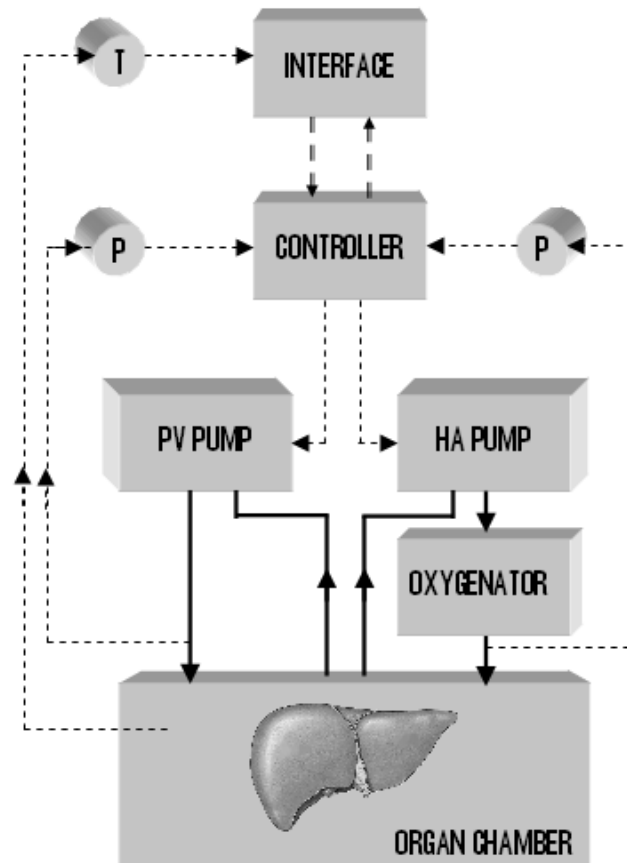 T
INTERFACE
P
CONTROLLER
P
PV PUMP
HA PUMP
OXYGENATOR
ORGAN CHAMBER